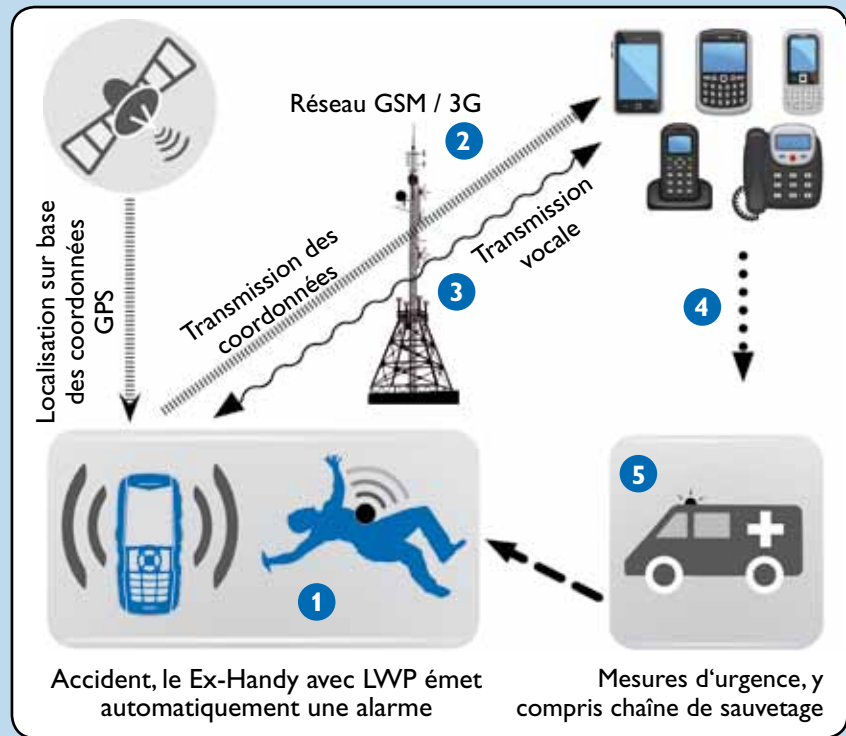 Réseau GSM / 3G
2
Localisation sur base
des coordonnées
GPS
Transmission des
coordonnées
Transmission
vocale
3
4
1
5
Accident, le Ex-Handy avec LWP émet
automatiquement une alarme
Mesures d‘urgence, y
compris chaîne de sauvetage